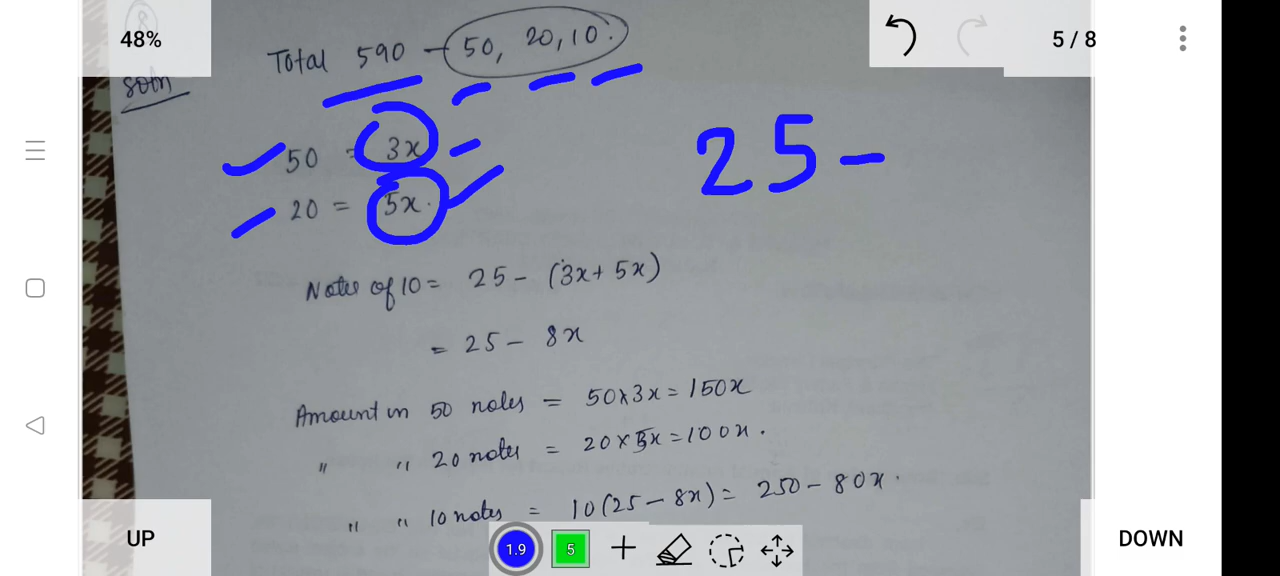 48%
5 / 8
8
Total 590 - 50, 20, 10.
Soln
50 = 3x
20 = 5x.
25 -
Notes of 10 = 25 - (3x + 5x)
= 25 - 8x
Amount in 50 notes = 50x3x = 150x
" " 20 notes = 20 x 5x = 100x.
" " 10 notes = 10(25 - 8x) = 250 - 80x.
UP
1.9
5
DOWN